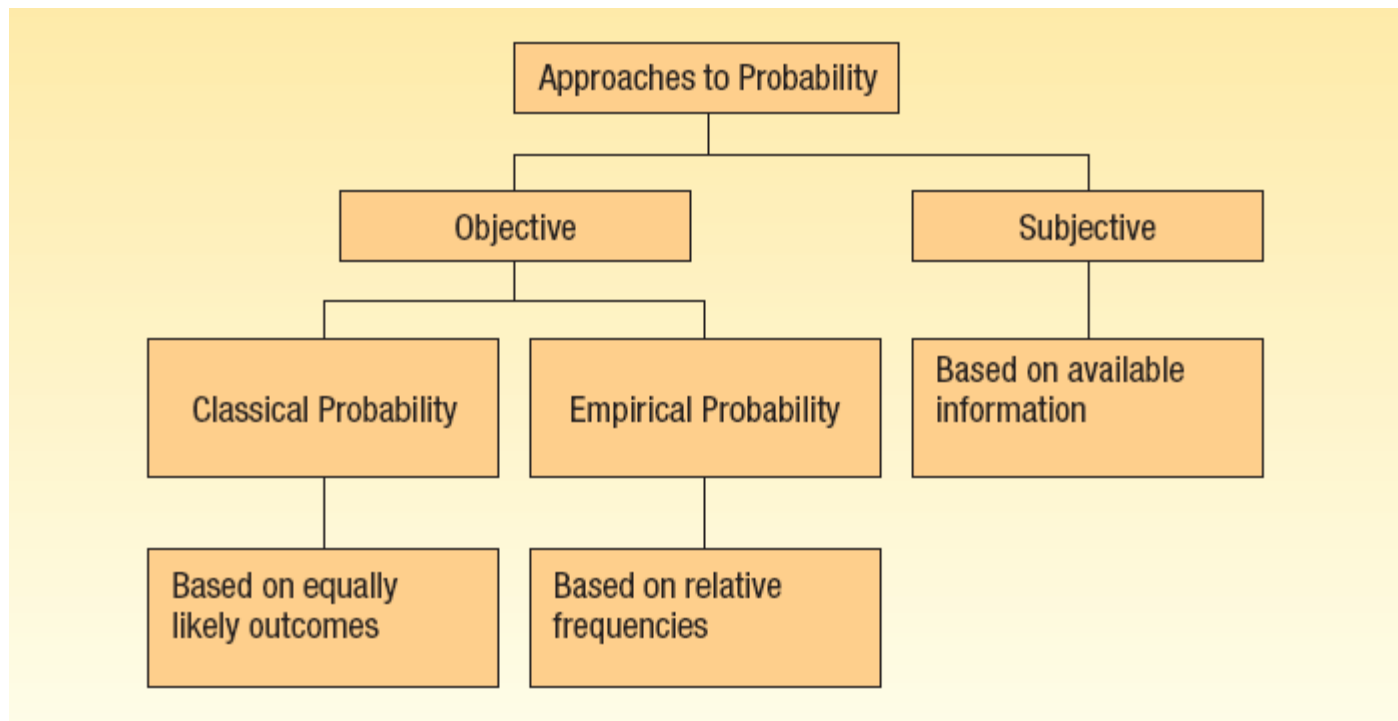 Approaches to Probability
Objective
Subjective
Classical Probability
Empirical Probability
Based on available
information
Based on equally
likely outcomes
Based on relative
frequencies